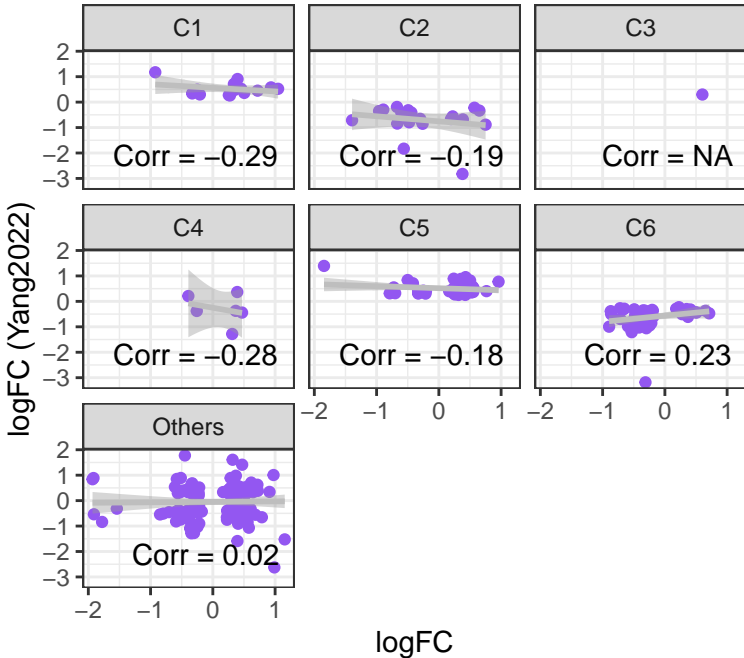 C1
C2
C3
2
1
0
−1
−2
−3
Corr = −0.29
Corr = −0.19
Corr = NA
C4
C5
C6
2
1
0
−1
−2
−3
Corr = −0.28
Corr = −0.18
Corr = 0.23
−2 −1 0 1
−2 −1 0 1
Others
2
1
0
−1
−2
−3
Corr = 0.02
−2 −1 0 1
logFC (Yang2022)
logFC